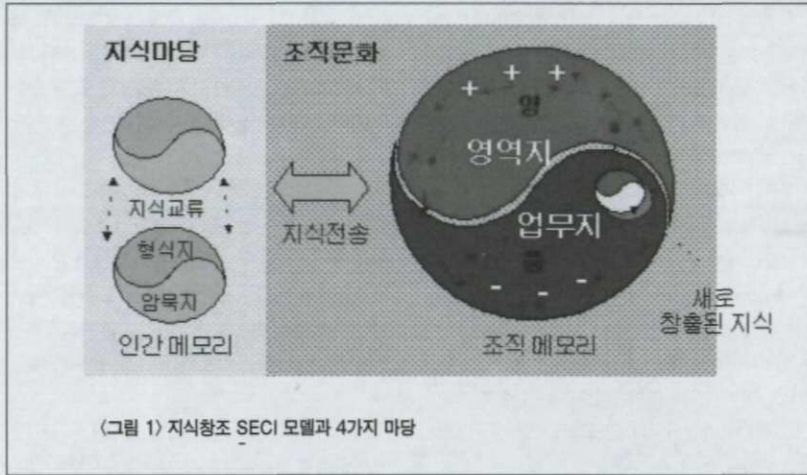 지식마당
지식교류
형식지
암묵지
인간 메모리
지식전송
조직문화
+ + +
양
영역지
업무지
음
- - -
조직 메모리
새로
창출된 지식
〈그림 1〉 지식창조 SECI 모델과 4가지 마당